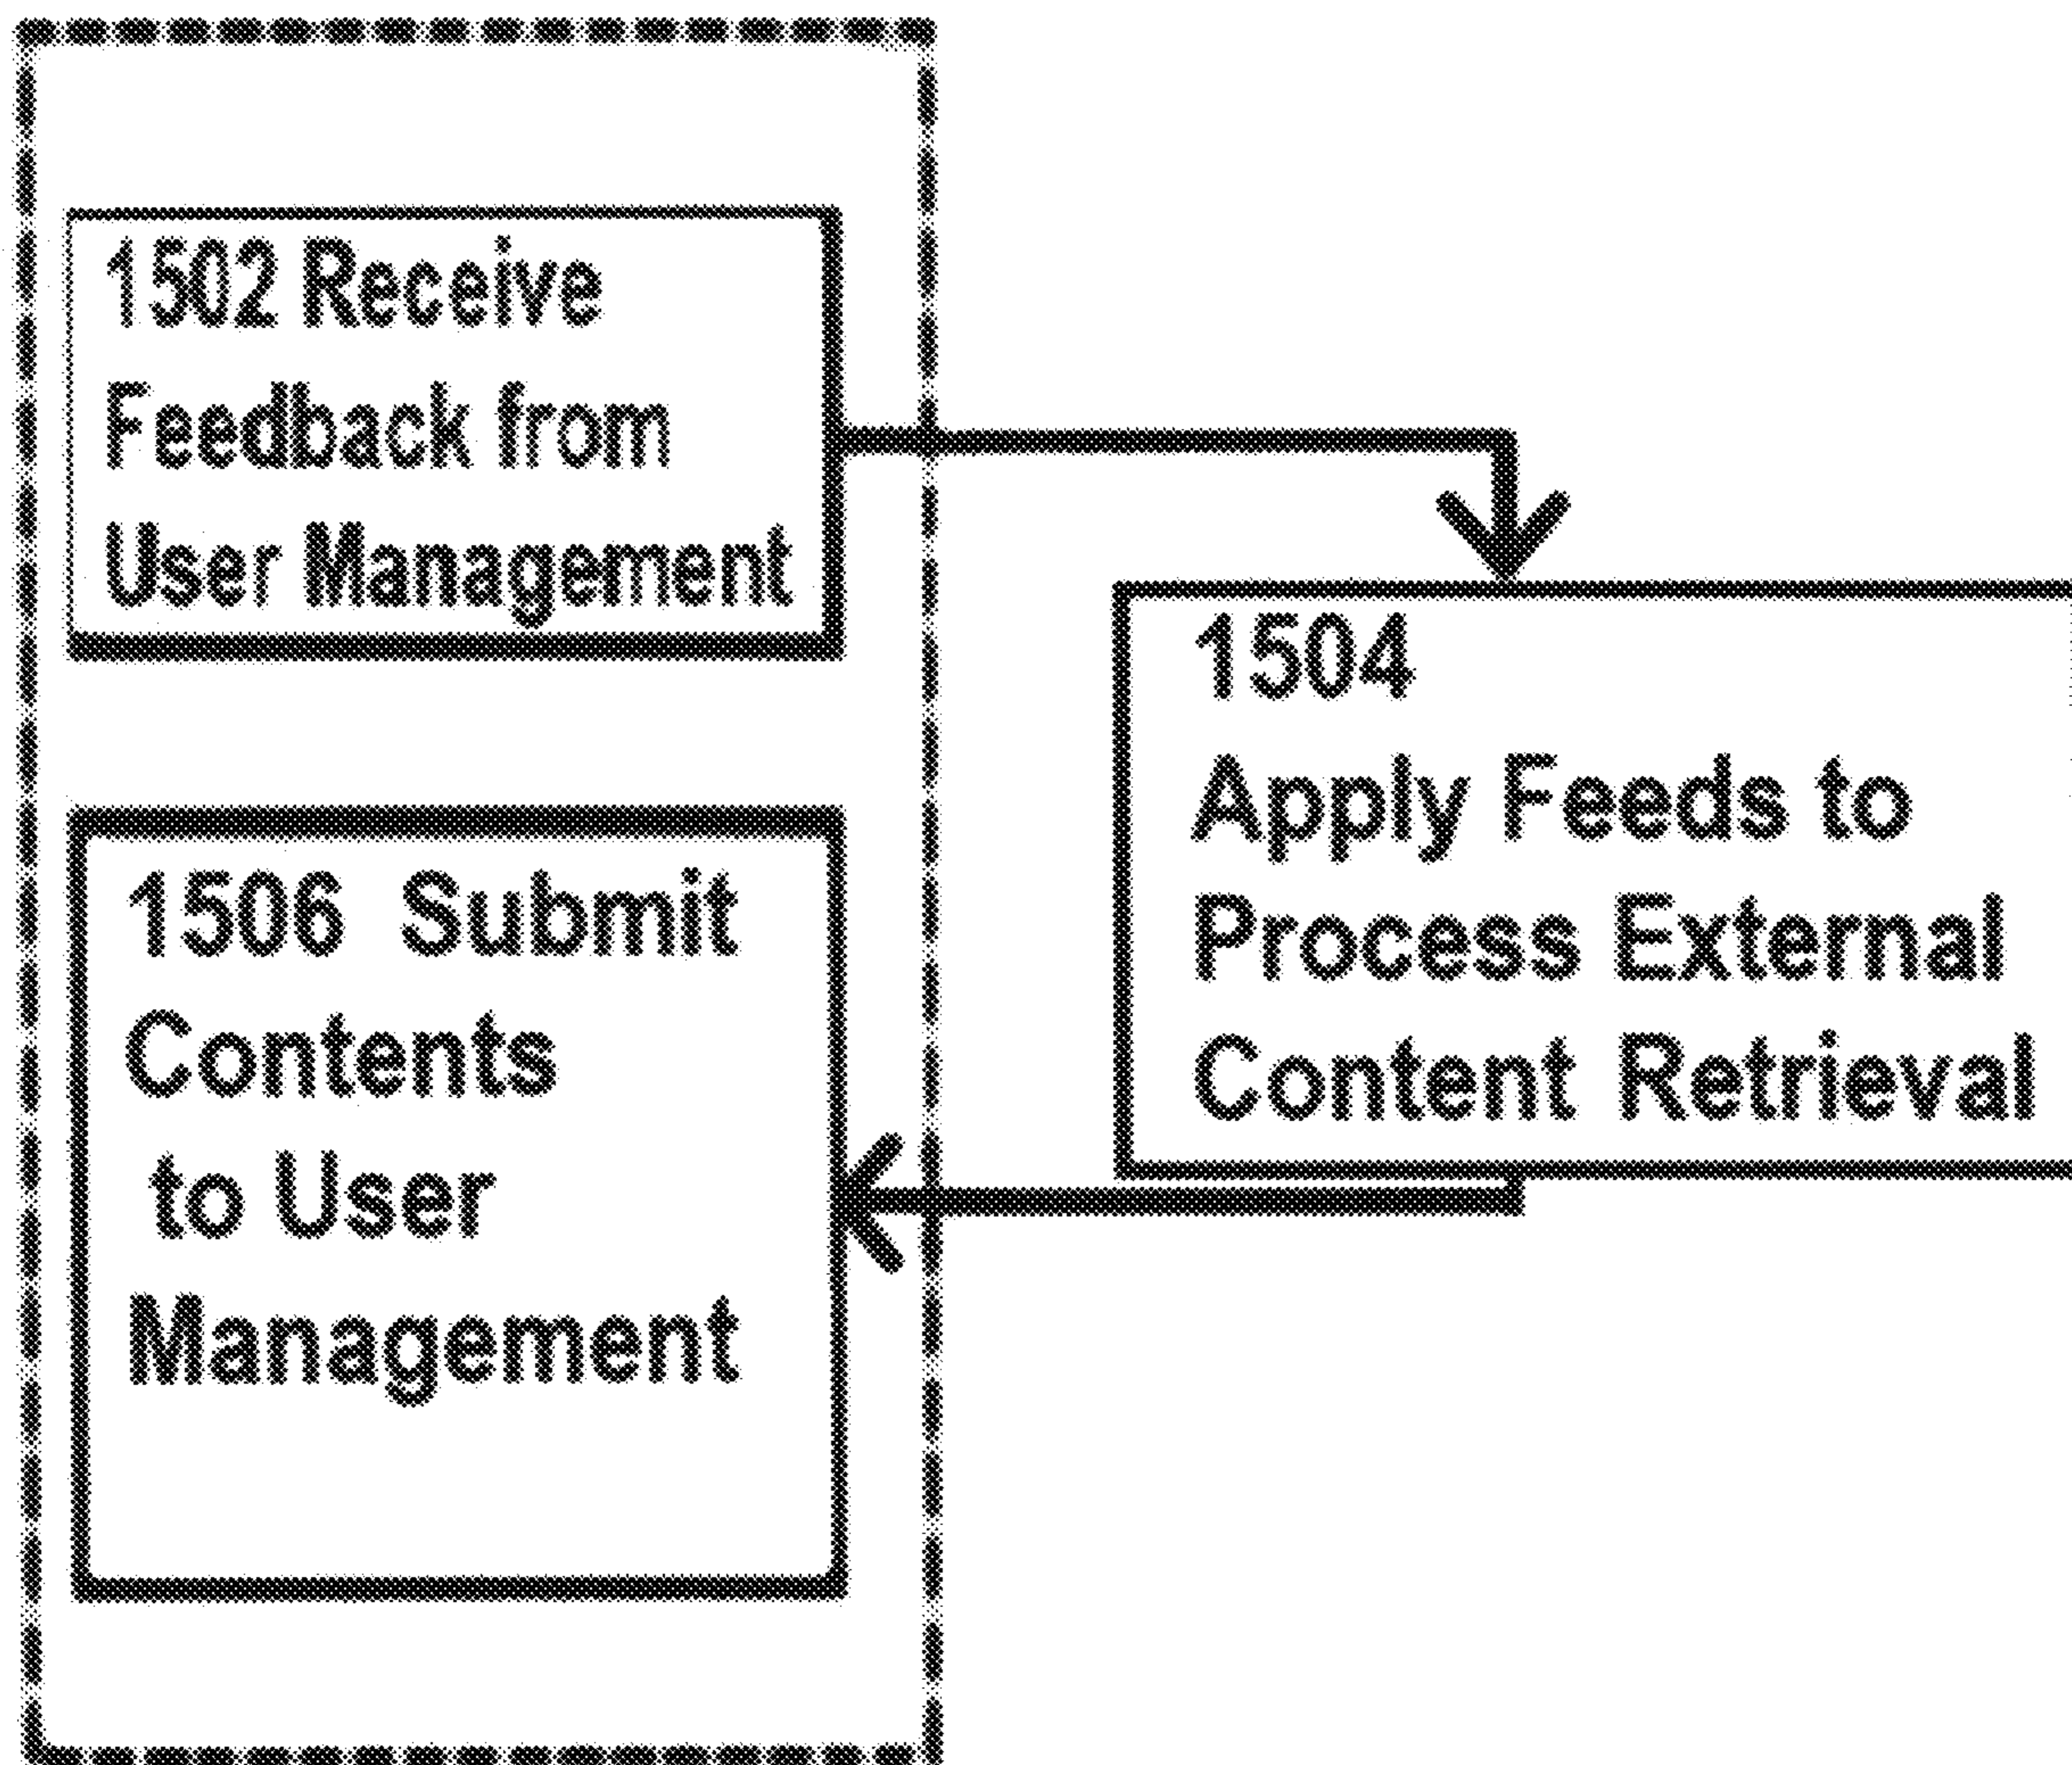 1502 Receive
Feedback from
User Management
1504
Apply Feeds to
Process External
Content Retrieval
1506 Submit
Contents
to User
Management